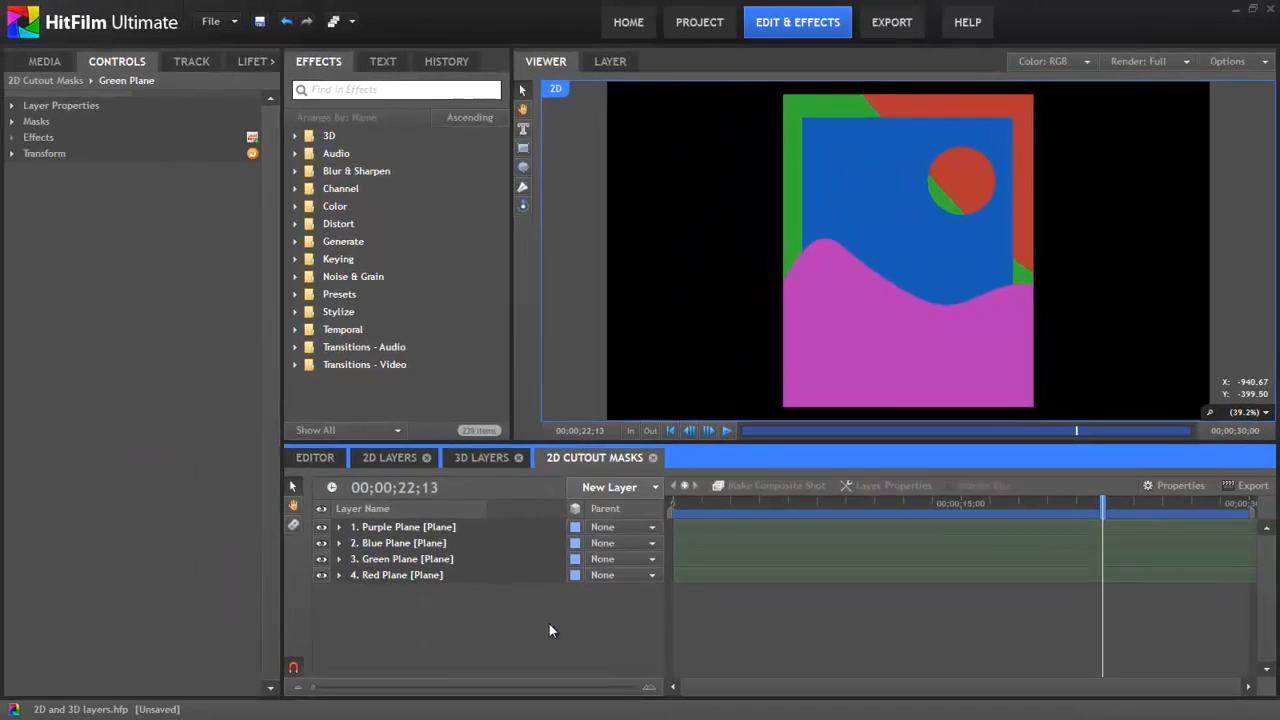 HitFilm Ultimate
File
HOME
PROJECT
EDIT & EFFECTS
EXPORT
HELP
MEDIA
CONTROLS
TRACK
LIFET
EFFECTS
TEXT
HISTORY
VIEWER
LAYER
Color: RGB
Render: Full
Options
2D Cutout Masks
Green Plane
Layer Properties
Masks
Effects
Transform
Find in Effects
Arrange By: Name
Ascending
3D
Audio
Blur & Sharpen
Channel
Color
Distort
Generate
Keying
Noise & Grain
Presets
Stylize
Temporal
Transitions - Audio
Transitions - Video
Show All
239 items
2D
X: -940.67
Y: -399.50
(39.2%)
00;00;22;13
In
Out
00;00;30;00
EDITOR
2D LAYERS
3D LAYERS
2D CUTOUT MASKS
00;00;22;13
New Layer
Make Composite Shot
Layer Properties
Properties
Export
Layer Name
Parent
00;00;15;00
1. Purple Plane [Plane]
None
2. Blue Plane [Plane]
None
3. Green Plane [Plane]
None
4. Red Plane [Plane]
None
2D and 3D layers.hfp [Unsaved]